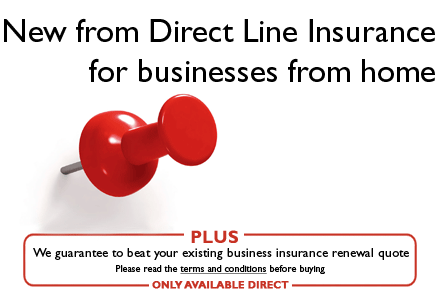 New from Direct Line Insurance
for businesses from home
PLUS
We guarantee to beat your existing business insurance renewal quote
Please read the terms and conditions before buying
ONLY AVAILABLE DIRECT